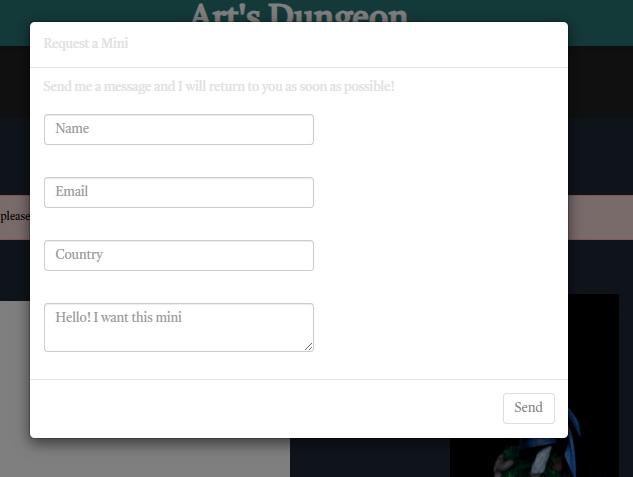 Art's Dungeon
Request a Mini
Send me a message and I will return to you as soon as possible!
Name
please
Email
Country
Hello! I want this mini
Send